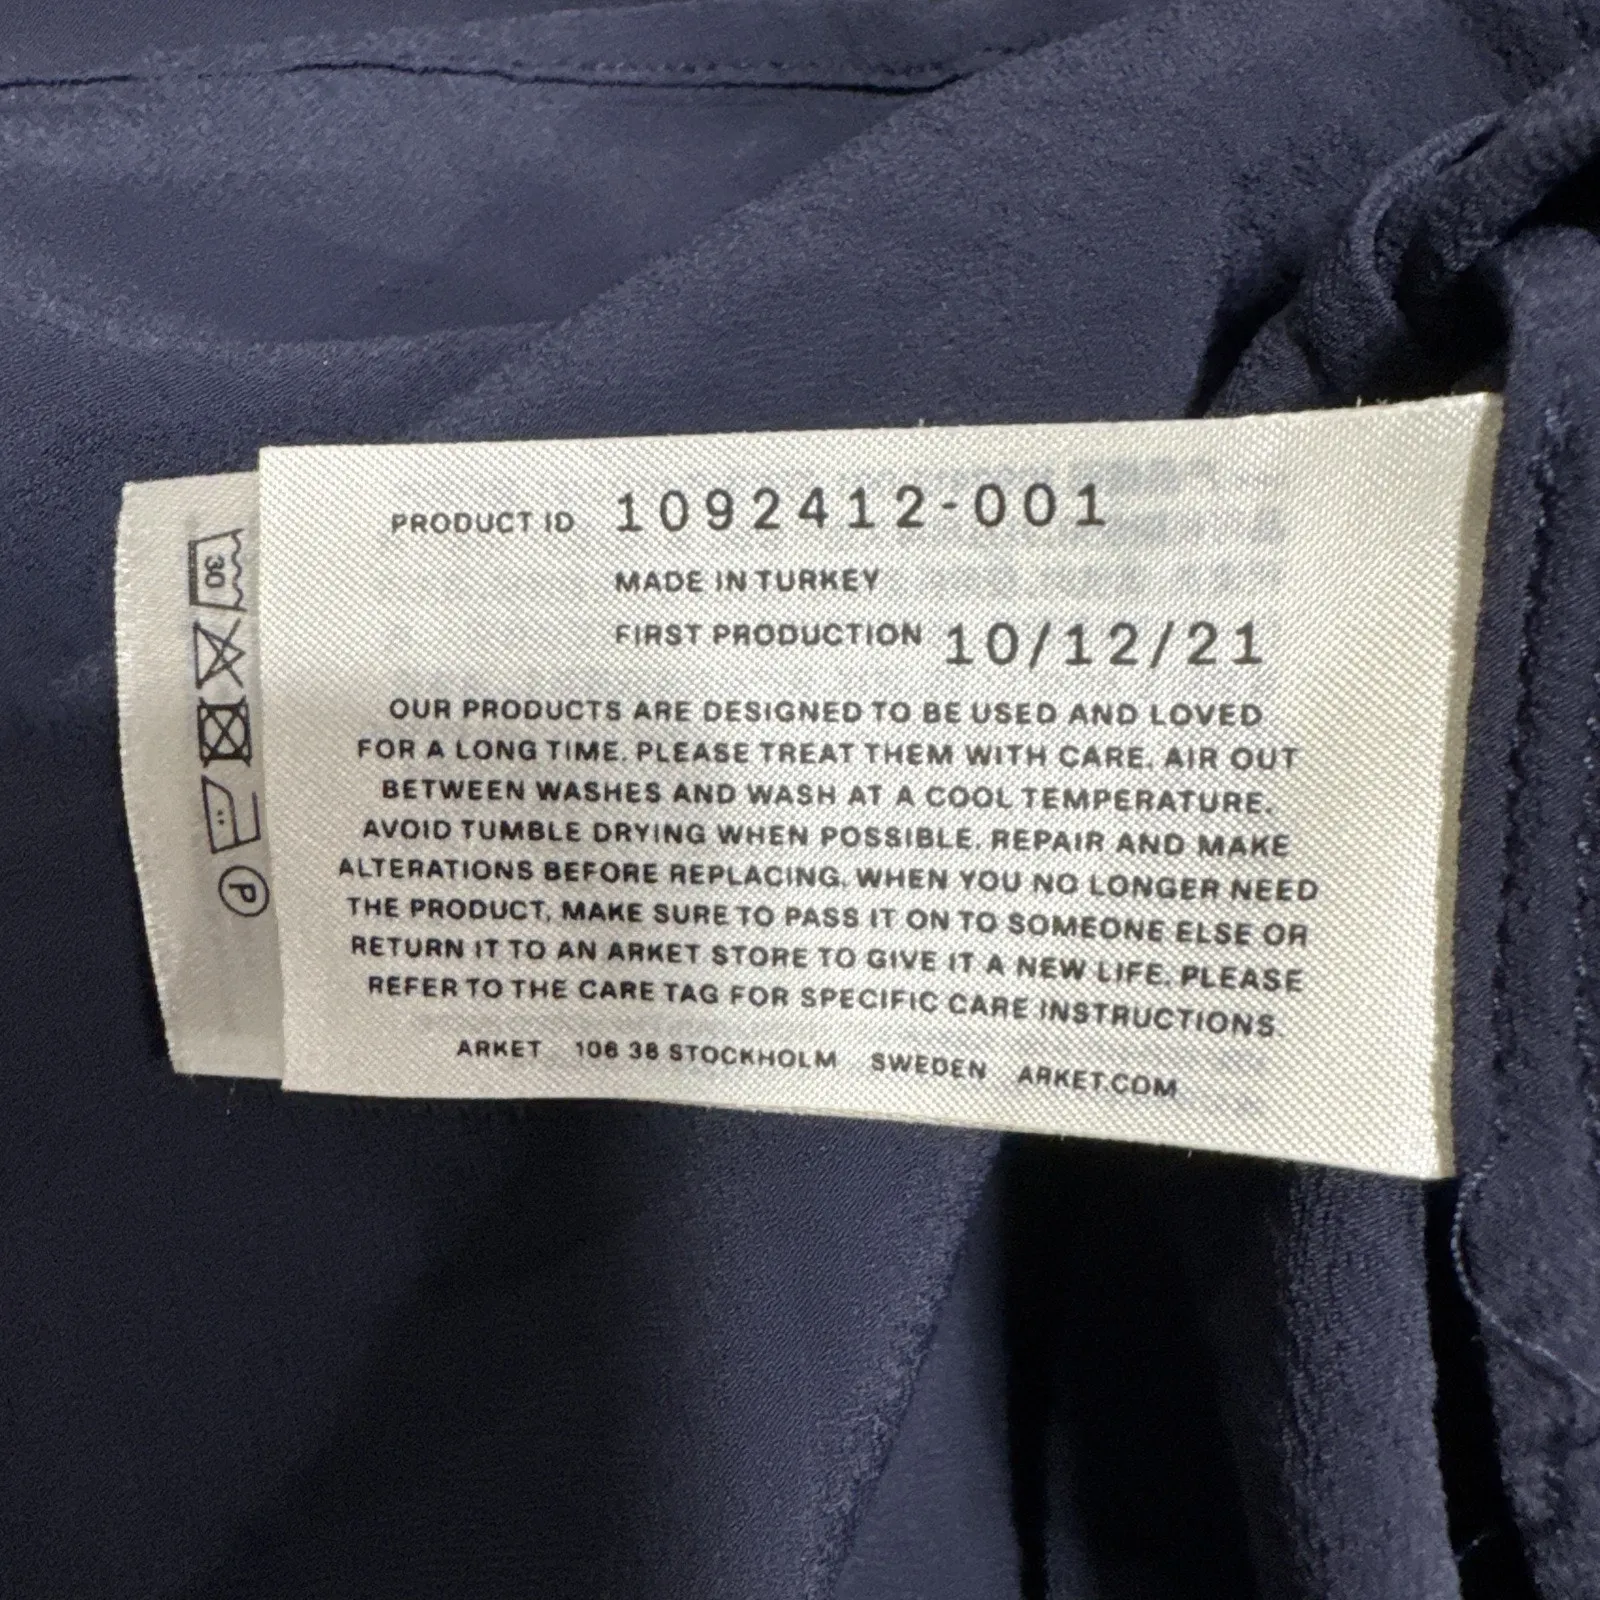 PRODUCT ID 1092412-001
MADE IN TURKEY
FIRST PRODUCTION 10/12/21
OUR PRODUCTS ARE DESIGNED TO BE USED AND LOVED
FOR A LONG TIME. PLEASE TREAT THEM WITH CARE. AIR OUT
BETWEEN WASHES AND WASH AT A COOL TEMPERATURE.
AVOID TUMBLE DRYING WHEN POSSIBLE. REPAIR AND MAKE
ALTERATIONS BEFORE REPLACING. WHEN YOU NO LONGER NEED
THE PRODUCT, MAKE SURE TO PASS IT ON TO SOMEONE ELSE OR
RETURN IT TO AN ARKET STORE TO GIVE IT A NEW LIFE. PLEASE
REFER TO THE CARE TAG FOR SPECIFIC CARE INSTRUCTIONS.
ARKET 106 38 STOCKHOLM SWEDEN ARKET.COM
30
P